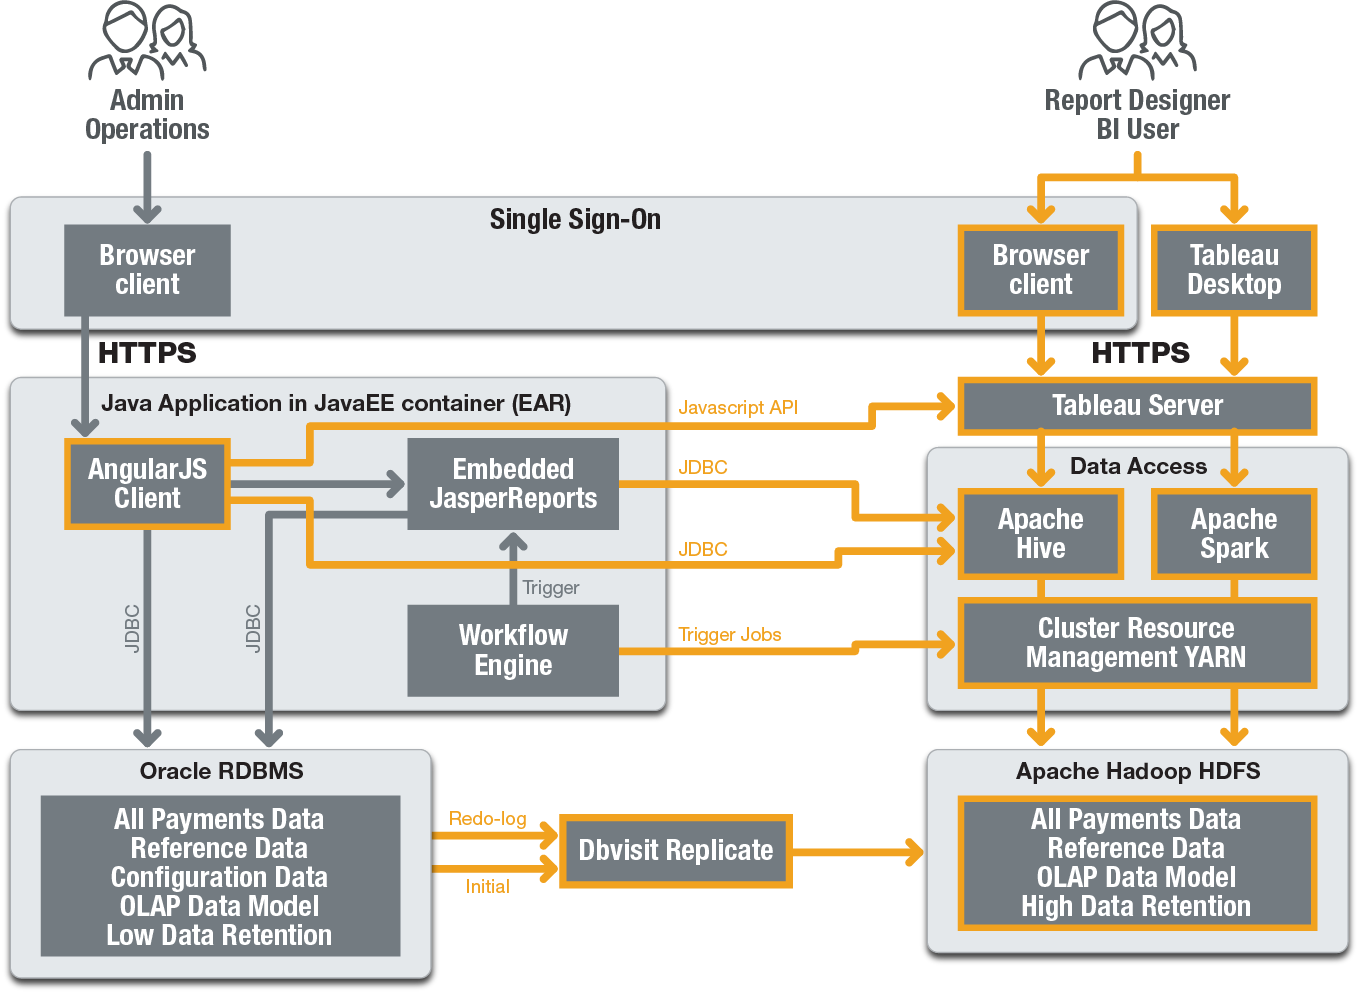 Admin
Operations
Report Designer
BI User
Single Sign-On
Browser
client
Browser
client
Tableau
Desktop
HTTPS
HTTPS
Java Application in JavaEE container (EAR)
Javascript API
Tableau Server
AngularJS
Client
Embedded
JasperReports
JDBC
Data Access
Apache
Hive
Apache
Spark
JDBC
Trigger
JDBC
JDBC
Workflow
Engine
Trigger Jobs
Cluster Resource
Management YARN
Oracle RDBMS
All Payments Data
Reference Data
Configuration Data
OLAP Data Model
Low Data Retention
Redo-log
Initial
Dbvisit Replicate
Apache Hadoop HDFS
All Payments Data
Reference Data
OLAP Data Model
High Data Retention